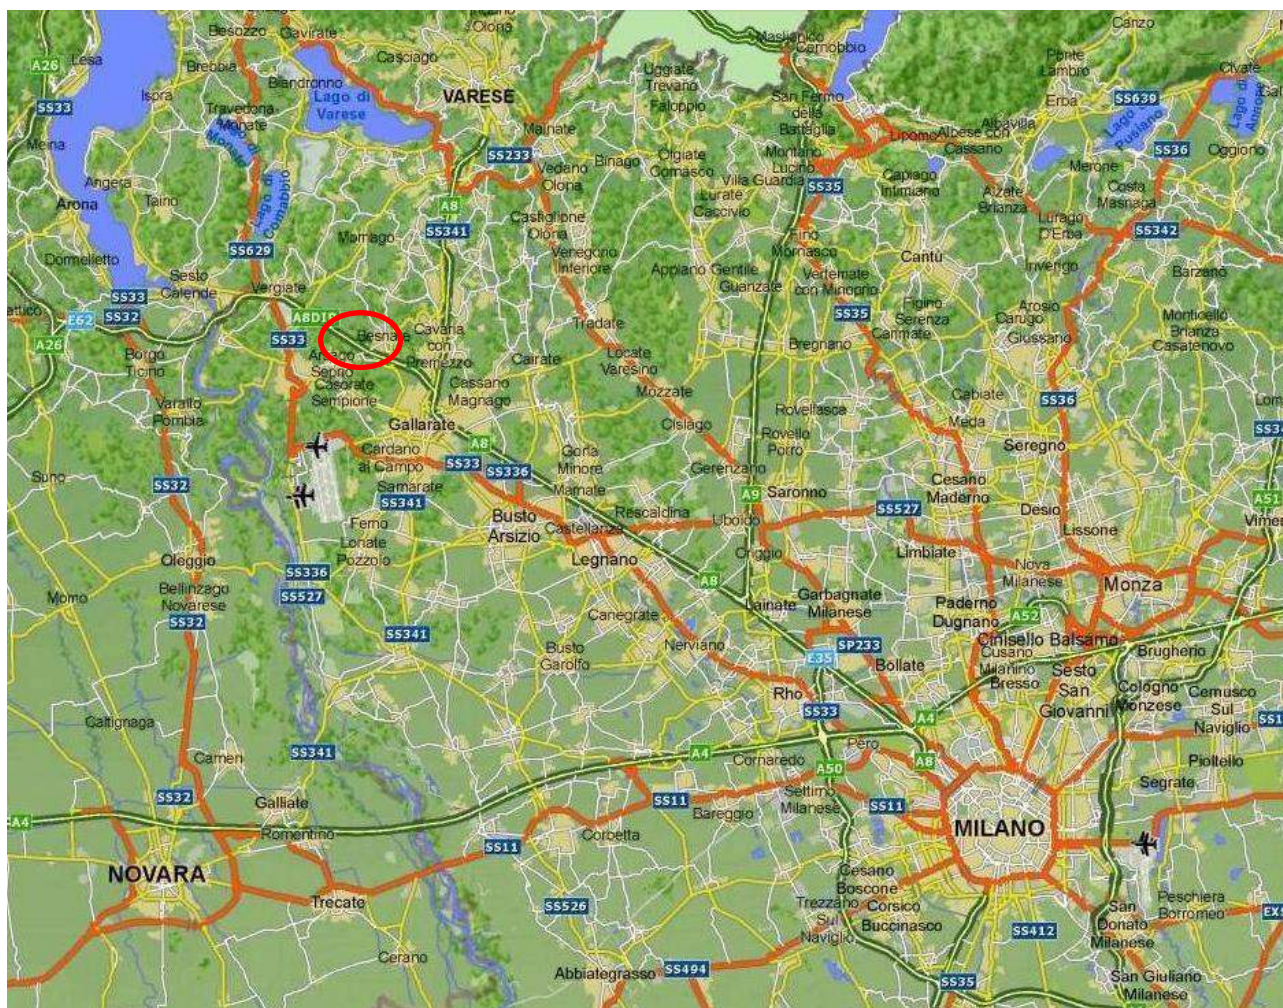 Besozzo
Gavirate
Olona
Canzo
Lesa
A26
Brebbia
Casciago
Maslianico
Cernobbio
Ponte
Lambro
Civate
SS33
Ispra
Biandronno
Lago di
Varese
VARESE
Uggiate
Trevano
Faloppio
San Fermo
della
Battaglia
Erba
SS639
Lago di
Pusiano
Lago di
Annone
Travedona
Monate
Meina
Malnate
SS233
Lipomo
Albese con
Cassano
Albavilla
SS36
Oggiono
Angera
Taino
Arona
Lago di
Comabbio
A8
Vedano
Olona
Binago
Olgiate
Comasco
Montano
Lucino
Villa Guardia
SS35
Lurate
Caccivio
Capiago
Intimiano
Merone
Costa
Masnaga
Alzate
Brianza
Mornago
SS341
Castiglione
Olona
Lurago
D'Erba
SS342
Dormelletto
SS629
Venegono
Inferiore
Appiano Gentile
Guanzate
Fino
Mornasco
Cantù
Inverigo
Barzano
Sesto
Calende
Vergiate
SS33
SS32
Vertemate
con Minoprio
Figino
Serenza
Arosio
Carugo
Giussano
Monticello
Brianza
Casatenovo
E62
A26
A8DIR
SS33
Besnate
Cavaria
con
Premezzo
Tradate
SS35
Carimate
Bregnano
Borgo
Ticino
Seprio
Cairate
Locate
Varesino
Casorate
Sempione
Cassano
Magnago
Mozzate
Cabiate
SS36
Varallo
Pombia
Gallarate
Cislago
Rovellasca
Meda
Rovello
Porro
Seregno
Suno
Cardano
al Campo
A8
SS33
SS336
Gorla
Minore
Gerenzano
SS32
Samarate
SS341
Marnate
A9
Saronno
Cesano
Maderno
Desio
Rescaldina
Uboldo
SS527
Busto
Arsizio
Castellanza
Lissone
Ferno
Lonate
Pozzolo
Oleggio
Legnano
Origgio
Limbiate
Nova
Milanese
Monza
Momo
SS336
SS527
Bellinzago
Novarese
SS32
A8
Lainate
Garbagnate
Milanese
Paderno
Dugnano
A52
Canegrate
SS341
Nerviano
Busto
Garolfo
E35
SP233
Bollate
Cinisello Balsamo
Cusano
Milanino
Bresso
Sesto
San
Giovanni
Brugherio
Cologno
Monzese
Cernusco
Sul
Naviglio
Rho
SS33
A4
Caltignaga
Cameri
SS341
A4
Cornaredo
Pero
A50
A8
Pioltello
Segrate
SS32
Galliate
SS11
Bareggio
Settimo
Milanese
SS11
A4
Romentino
Corbetta
SS11
MILANO
NOVARA
Trecate
SS526
Cesano
Boscone
Corsico
Buccinasco
Trezzano
Sul
Naviglio
SS412
Peschiera
Borromeo
San
Donato
Milanese
Cerano
Abbiategrasso
SS494
SS35
San Giuliano
Milanese